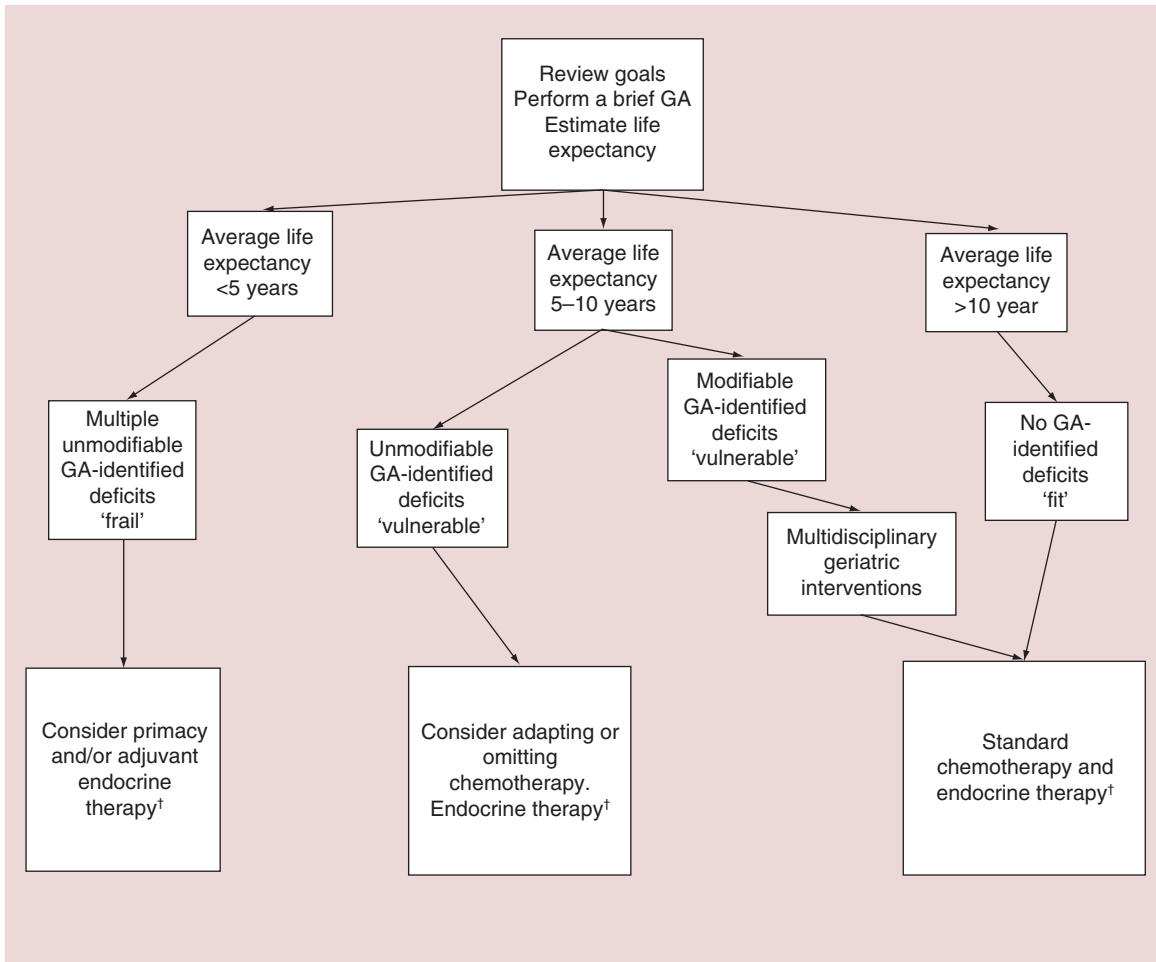 Review goals
Perform a brief GA
Estimate life
expectancy
Average life
expectancy
<5 years
Average life
expectancy
5–10 years
Average life
expectancy
>10 year
Multiple
unmodifiable
GA-identified
deficits
‘frail’
Unmodifiable
GA-identified
deficits
‘vulnerable’
Modifiable
GA-identified
deficits
‘vulnerable’
No GA-
identified
deficits
‘fit’
Multidisciplinary
geriatric
interventions
Consider primacy
and/or adjuvant
endocrine
therapy†
Consider adapting or
omitting
chemotherapy.
Endocrine therapy†
Standard
chemotherapy and
endocrine therapy†